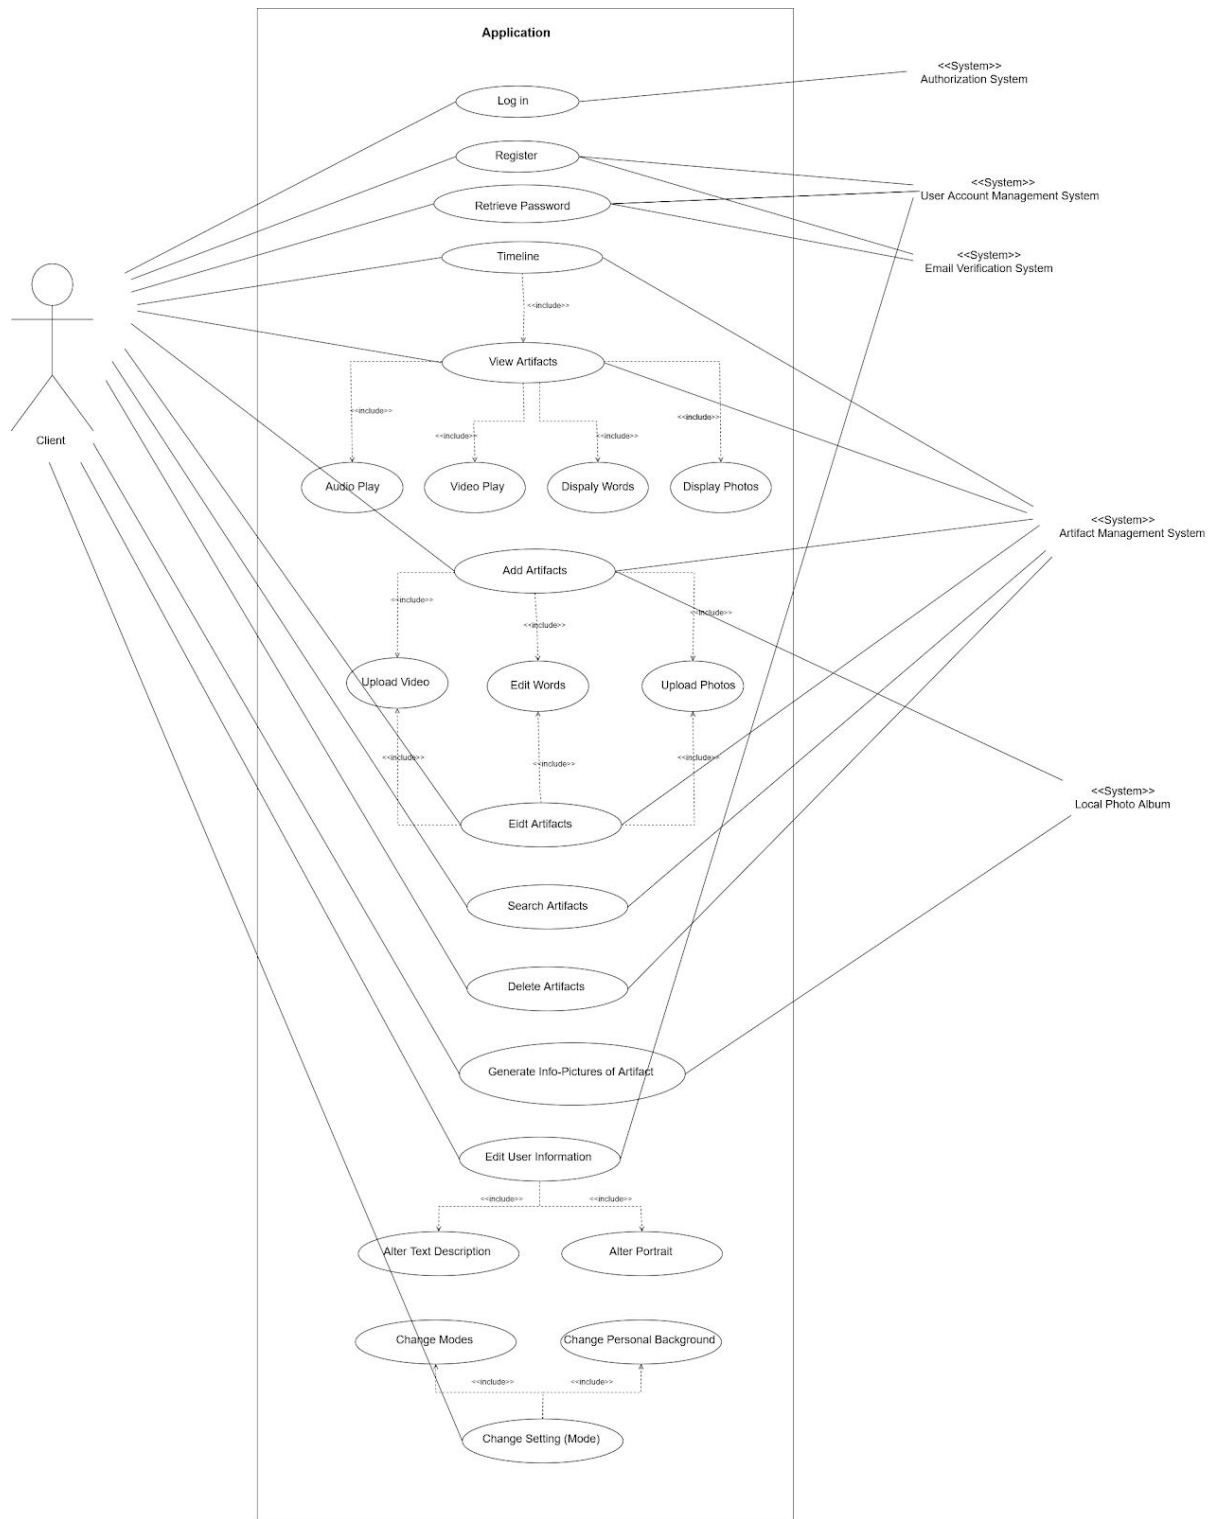 Application
<<System>>
Authorization System
Log in
Register
<<System>>
User Account Management System
Retrieve Password
Timeline
<<System>>
Email Verification System
<<include>>
View Artifacts
<<include>>
<<include>>
<<include>>
<<include>>
<<include>>
Client
Audio Play
Video Play
Dispaly Words
Display Photos
<<System>>
Artifact Management System
Add Artifacts
<<include>>
<<include>>
<<include>>
Upload Video
Edit Words
Upload Photos
<<include>>
<<include>>
<<include>>
<<System>>
Local Photo Album
Eidt Artifacts
Search Artifacts
Delete Artifacts
Generate Info-Pictures of Artifact
Edit User Information
<<include>>
<<include>>
Alter Text Description
Alter Portrait
Change Modes
Change Personal Background
<<include>>
<<include>>
Change Setting (Mode)